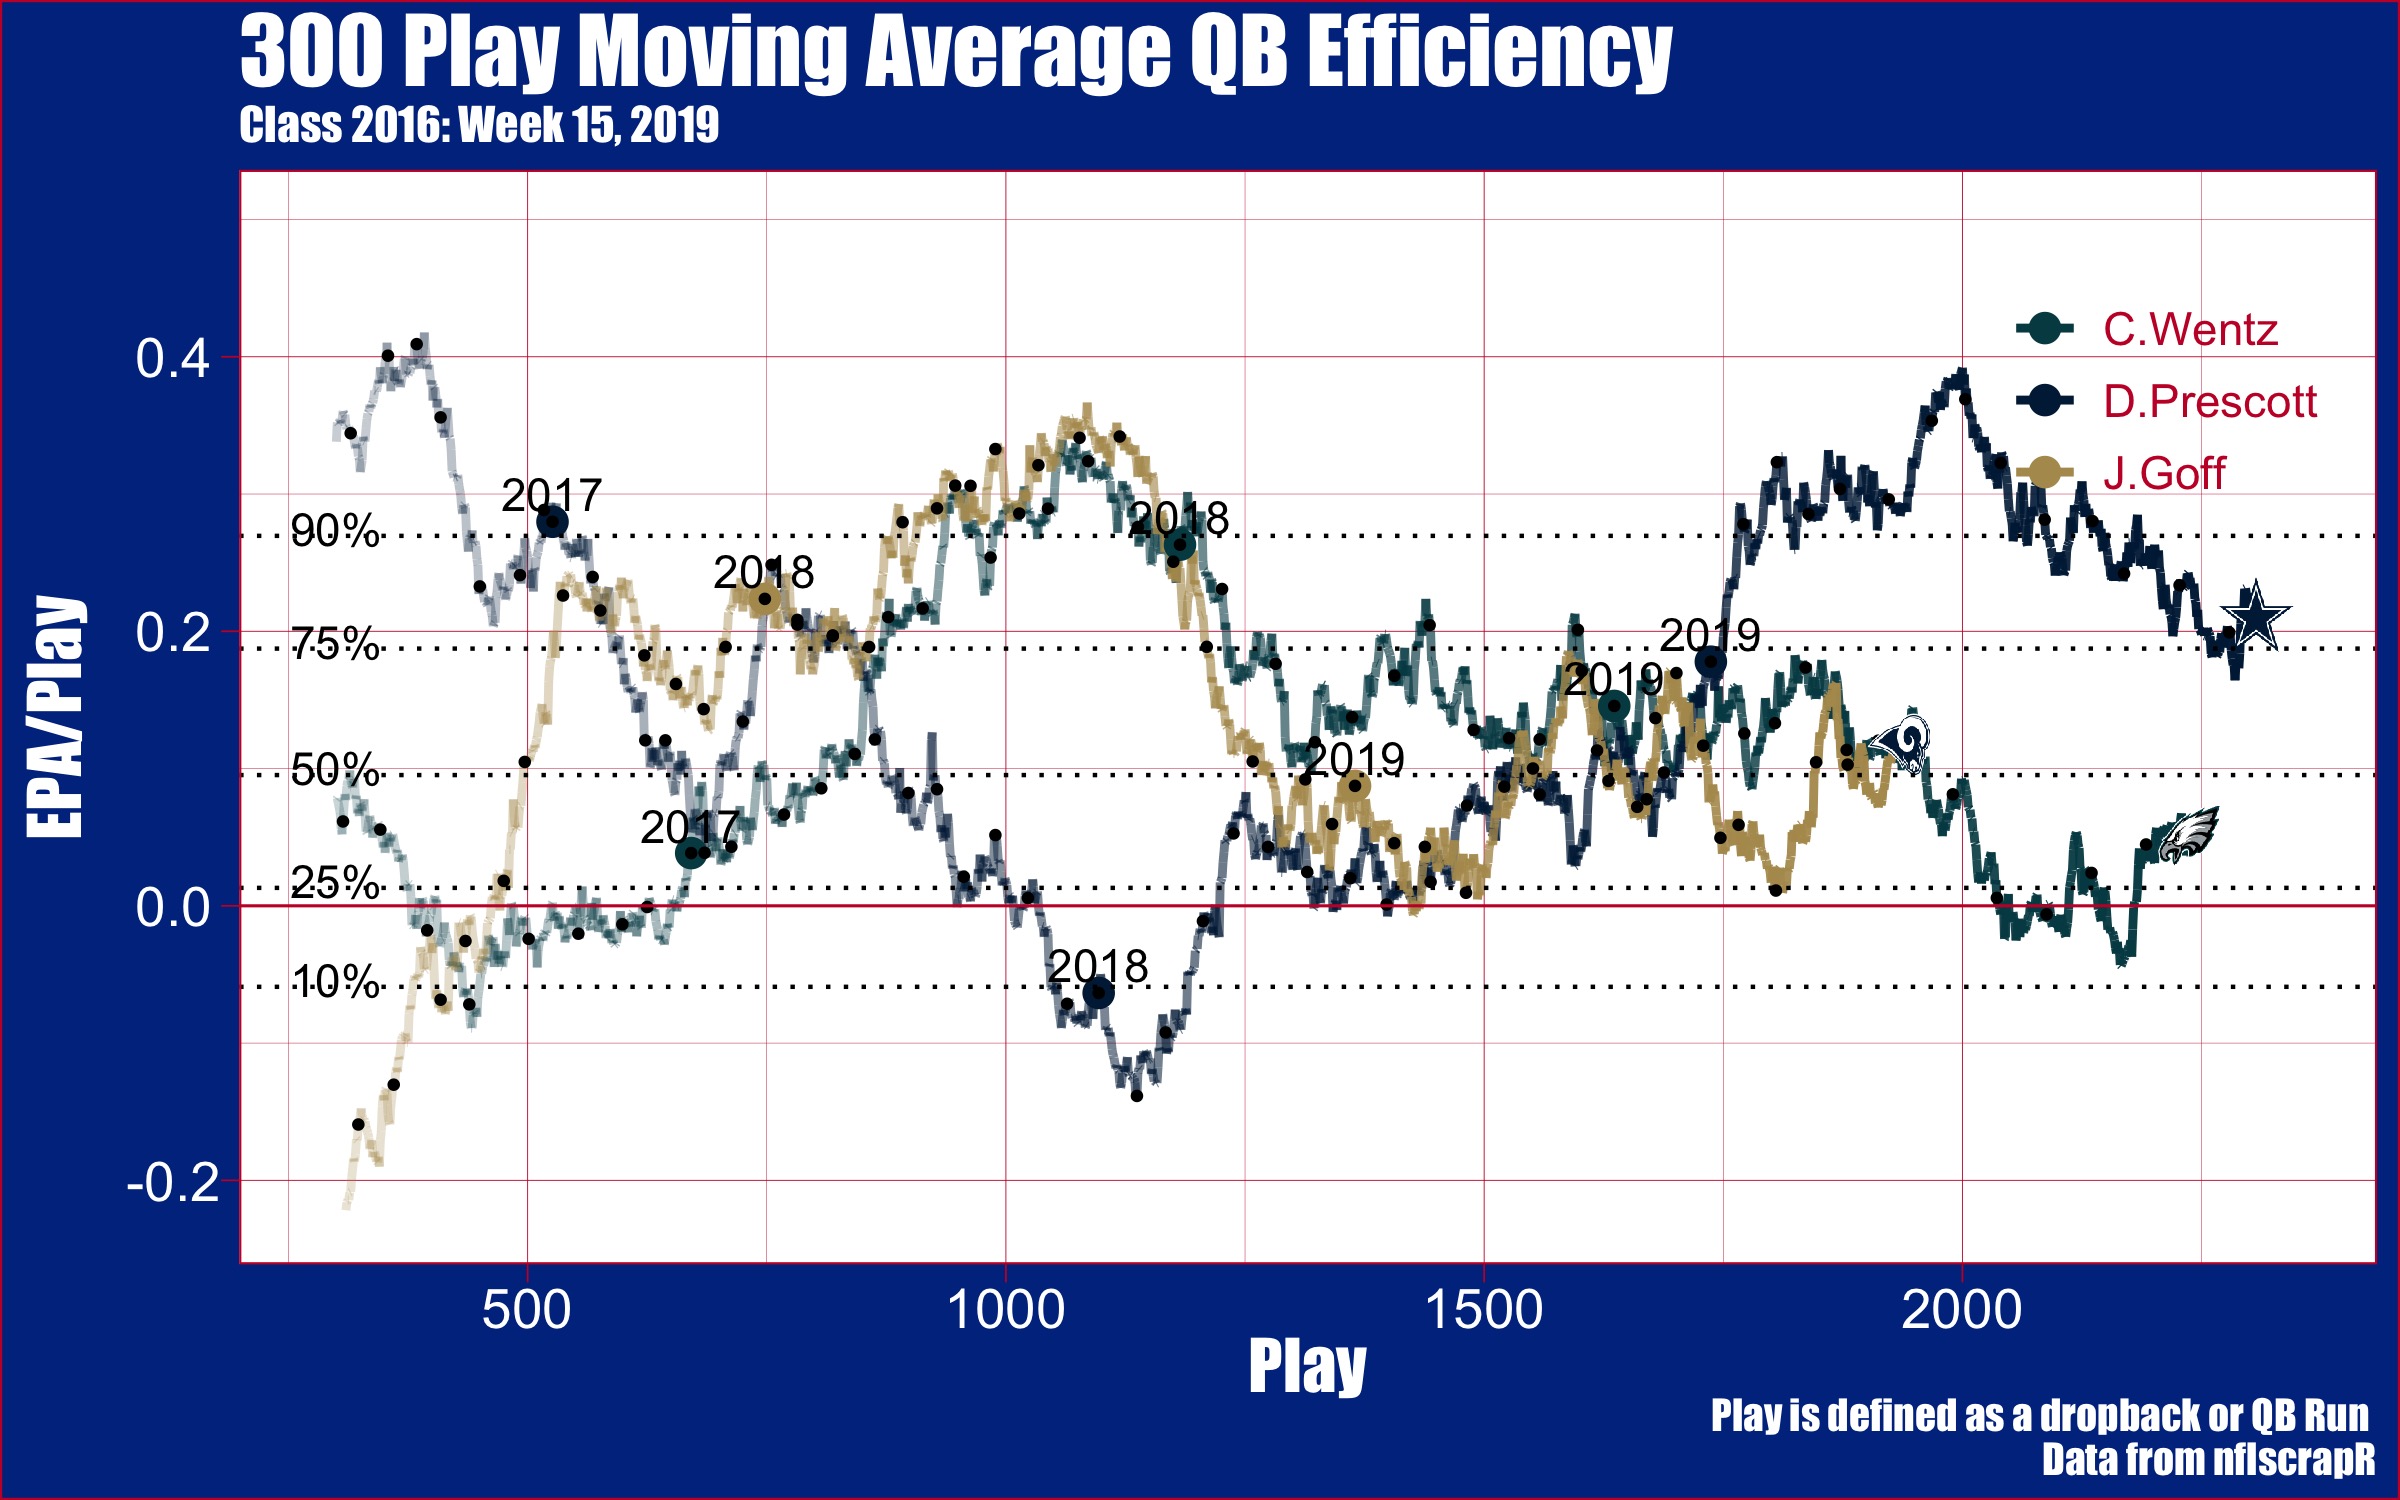 300 Play Moving Average QB Efficiency
Class 2016: Week 15, 2019
EPA/Play
0.4
0.2
0.0
-0.2
90%
75%
50%
25%
10%
2017
2018
2018
2019
2019
2019
2017
2018
C.Wentz
D.Prescott
J.Goff
500
1000
1500
2000
Play
Play is defined as a dropback or QB Run
Data from nflscrapR